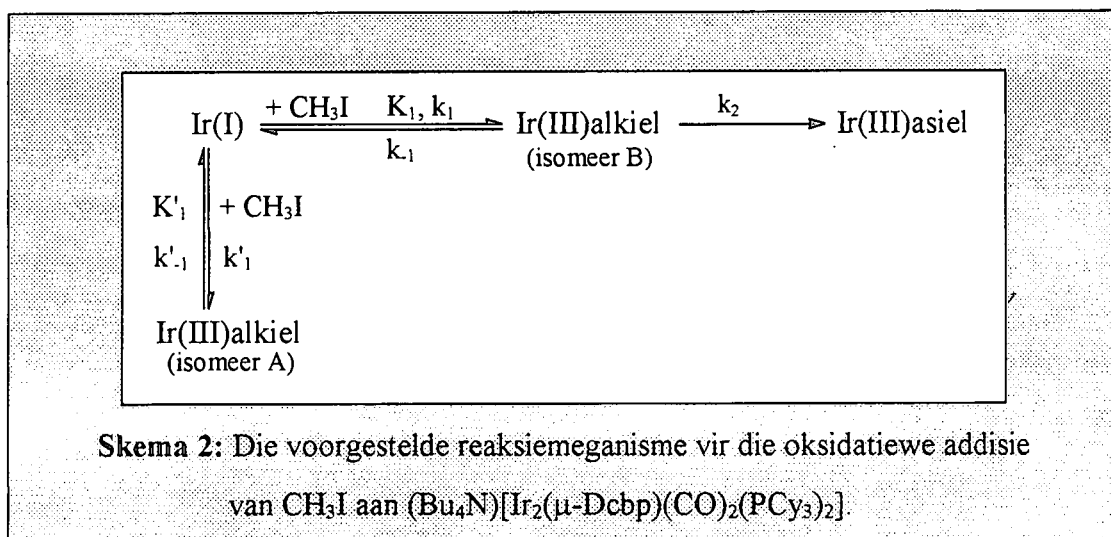 + CH₃I K₁, k₁ k₂
Ir(I) Ir(III)alkiel Ir(III)asiel
k₋₁ (isomeer B)
K'₁ + CH₃I
k'₋₁ k'₁
Ir(III)alkiel
(isomeer A)
Skema 2: Die voorgestelde reaksiemeganisme vir die oksidatiewe addisie
van CH₃I aan (Bu₄N)[Ir₂(μ-Dcbp)(CO)₂(PCy₃)₂].